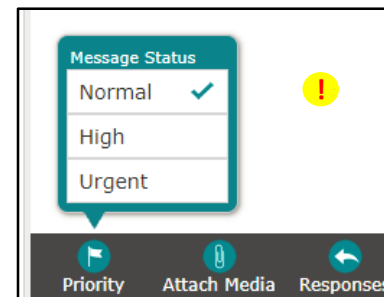 Message Status
Normal
!
High
Urgent
Priority Attach Media Responses